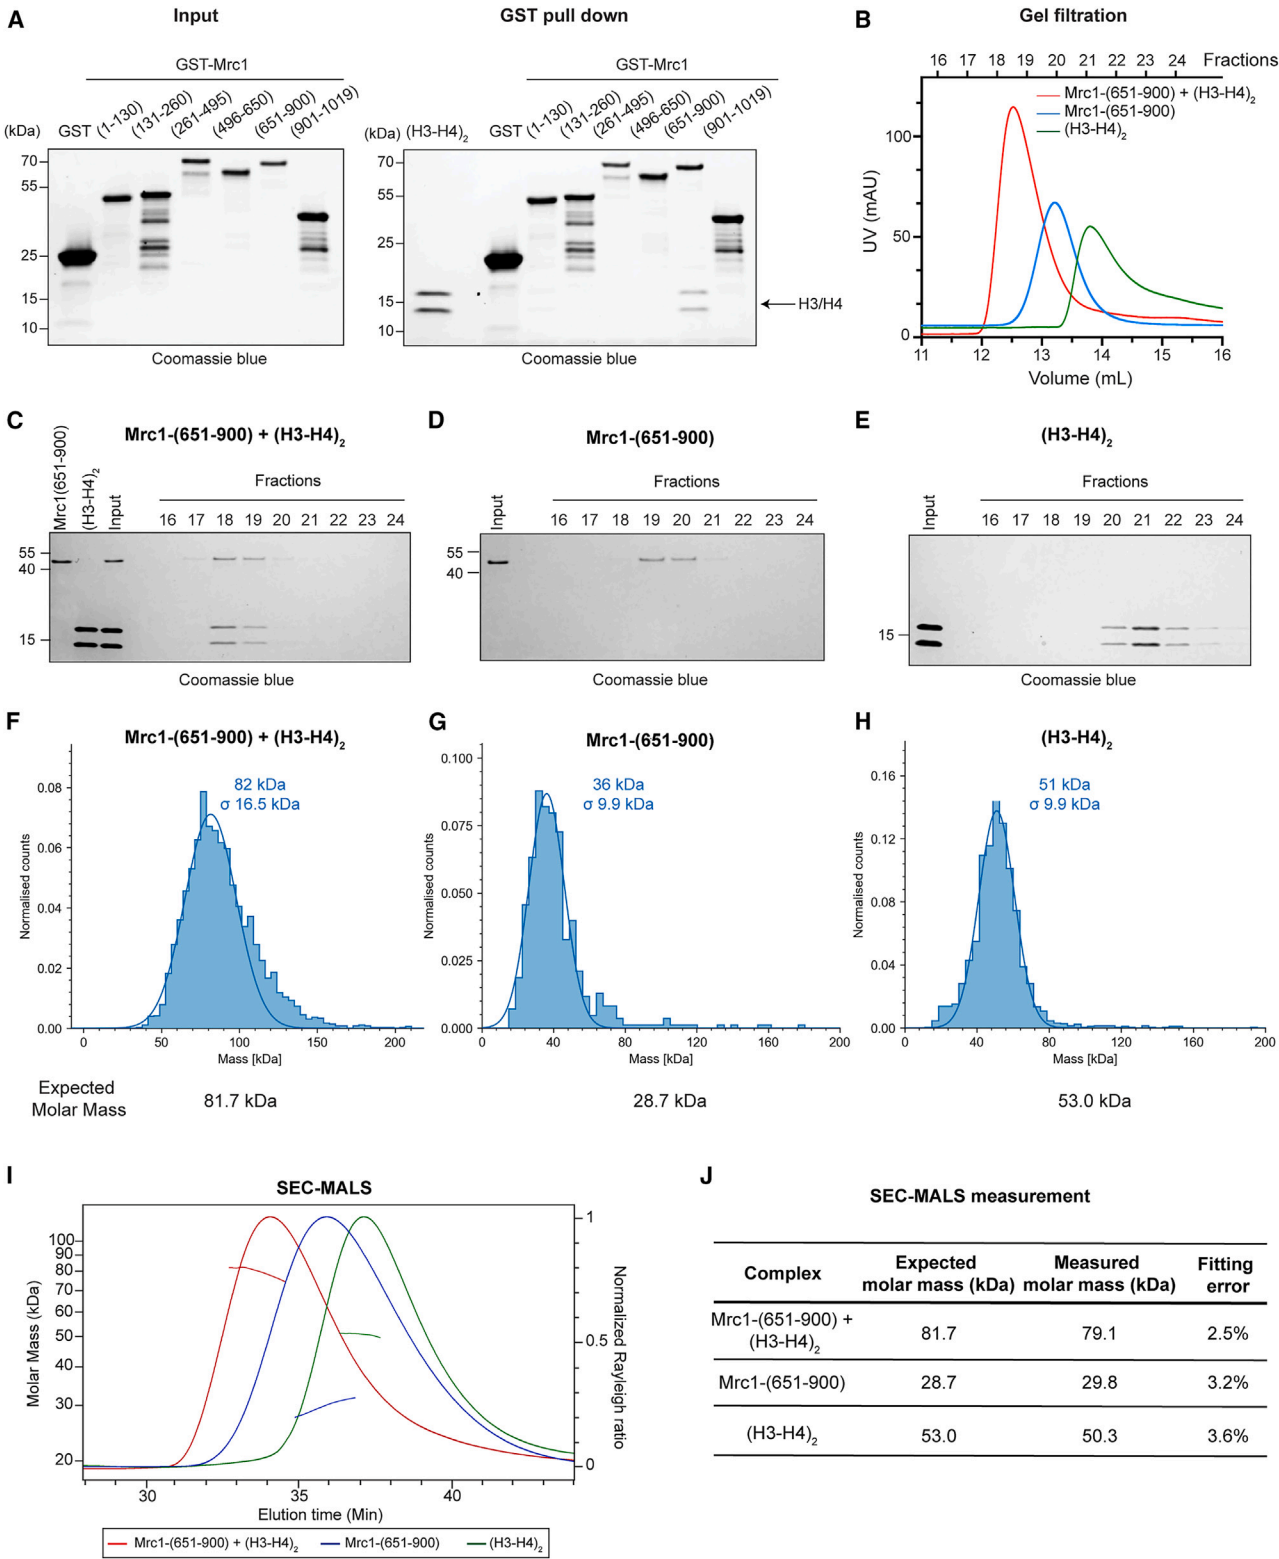 A
Input
GST pull down
GST-Mrc1
GST-Mrc1
(kDa)
GST
(1-130)
(131-260)
(261-495)
(496-650)
(651-900)
(901-1019)
70
55
25
15
10
Coomassie blue
(kDa)
(H3-H4)2
GST
(1-130)
(131-260)
(261-495)
(496-650)
(651-900)
(901-1019)
70
55
25
15
10
H3/H4
Coomassie blue
B
Gel filtration
16 17 18 19 20 21 22 23 24 Fractions
Mrc1-(651-900) + (H3-H4)2
Mrc1-(651-900)
(H3-H4)2
100
50
0
UV (mAU)
11 12 13 14 15 16
Volume (mL)
C
Mrc1-(651-900) + (H3-H4)2
Mrc1(651-900)
(H3-H4)2
Input
Fractions
16 17 18 19 20 21 22 23 24
55
40
15
Coomassie blue
D
Mrc1-(651-900)
Input
Fractions
16 17 18 19 20 21 22 23 24
55
40
Coomassie blue
E
(H3-H4)2
Input
Fractions
16 17 18 19 20 21 22 23 24
15
Coomassie blue
F
Mrc1-(651-900) + (H3-H4)2
82 kDa
σ 16.5 kDa
Normalised counts
0.08
0.06
0.04
0.02
0.00
0 50 100 150 200
Mass [kDa]
G
Mrc1-(651-900)
36 kDa
σ 9.9 kDa
Normalised counts
0.100
0.075
0.050
0.025
0.000
0 40 80 120 160 200
Mass [kDa]
H
(H3-H4)2
51 kDa
σ 9.9 kDa
Normalised counts
0.16
0.12
0.08
0.04
0.00
0 40 80 120 160 200
Mass [kDa]
Expected
Molar Mass
81.7 kDa
28.7 kDa
53.0 kDa
I
SEC-MALS
Molar Mass (kDa)
100
90
80
70
60
50
40
30
20
1
0.5
0
Normalized Rayleigh ratio
30 35 40
Elution time (Min)
Mrc1-(651-900) + (H3-H4)2 Mrc1-(651-900) (H3-H4)2
J
SEC-MALS measurement
Complex
Expected
molar mass (kDa)
Measured
molar mass (kDa)
Fitting
error
Mrc1-(651-900) +
(H3-H4)2
81.7 79.1 2.5%
Mrc1-(651-900) 28.7 29.8 3.2%
(H3-H4)2 53.0 50.3 3.6%